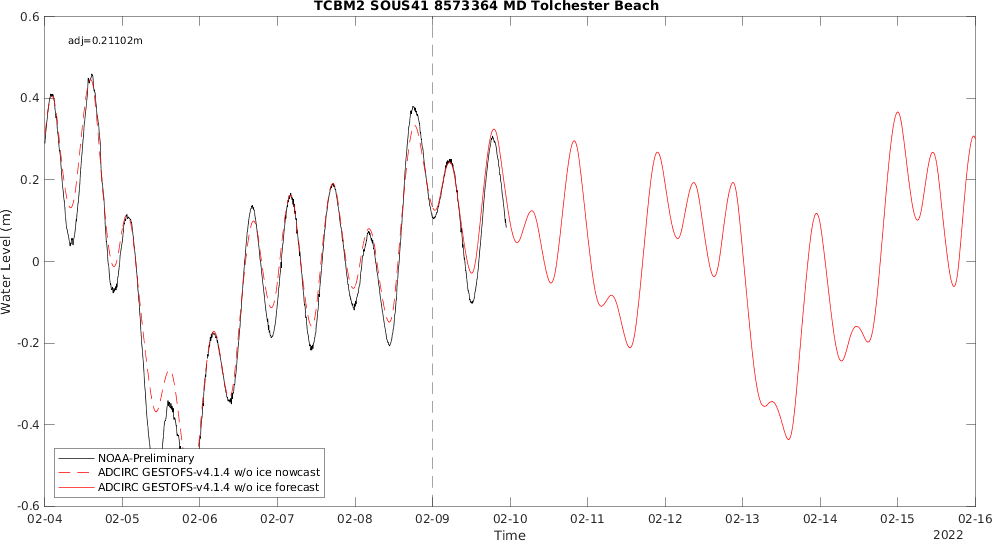 TCBM2 SOUS41 8573364 MD Tolchester Beach
adj=0.21102m
0.6
0.4
0.2
0
-0.2
-0.4
-0.6
Water Level (m)
NOAA-Preliminary
ADCIRC GESTOFS-v4.1.4 w/o ice nowcast
ADCIRC GESTOFS-v4.1.4 w/o ice forecast
02-04 02-05 02-06 02-07 02-08 02-09 02-10 02-11 02-12 02-13 02-14 02-15 02-16
Time
2022